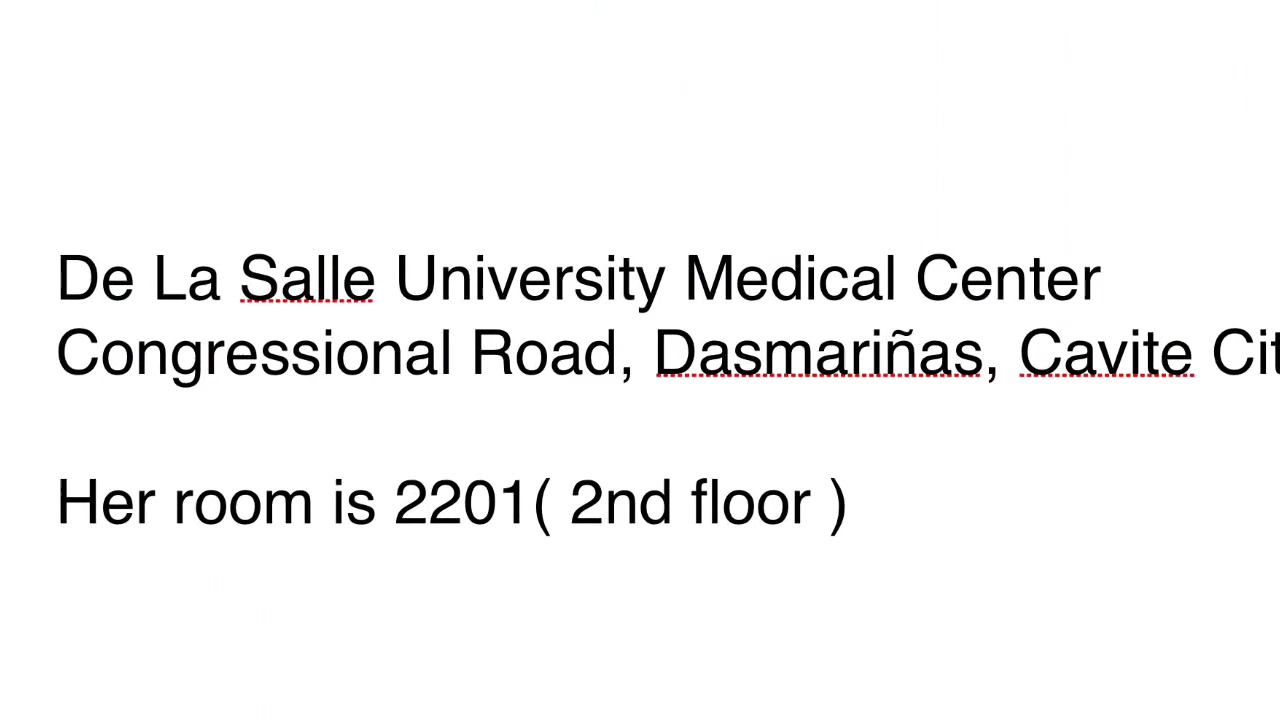 De La Salle University Medical Center
Congressional Road, Dasmariñas, Cavite Cit
Her room is 2201( 2nd floor )